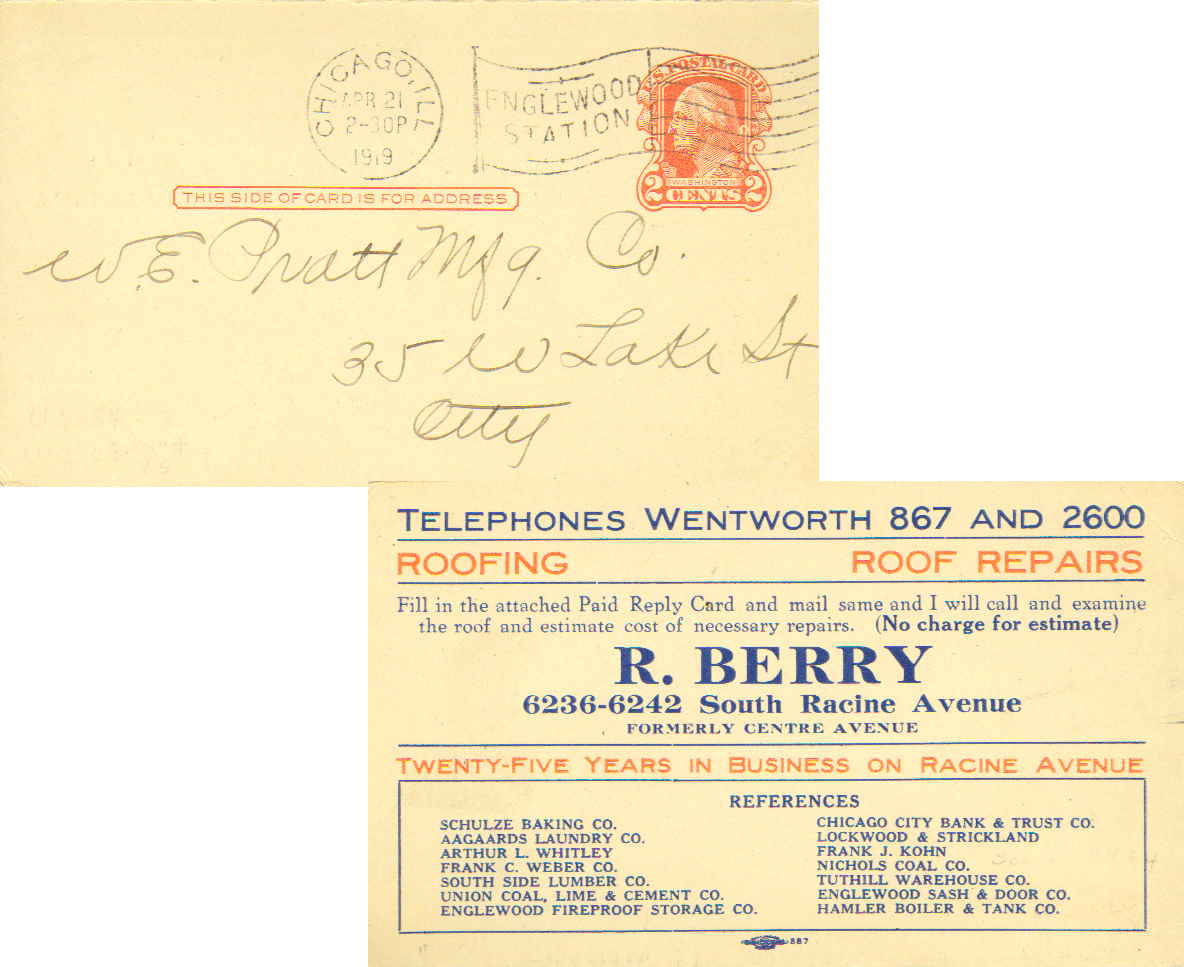 CHICAGO, ILL
APR 21
2-30P
1919
ENGLEWOOD
STATION
U.S. POSTAL CARD
WASHINGTON
2 CENTS 2
THIS SIDE OF CARD IS FOR ADDRESS
W. E. Pratt Mfg. Co.
35 W Lake St
City
TELEPHONES WENTWORTH 867 AND 2600
ROOFING ROOF REPAIRS
Fill in the attached Paid Reply Card and mail same and I will call and examine
the roof and estimate cost of necessary repairs. (No charge for estimate)
R. BERRY
6236-6242 South Racine Avenue
FORMERLY CENTRE AVENUE
TWENTY-FIVE YEARS IN BUSINESS ON RACINE AVENUE
REFERENCES
SCHULZE BAKING CO.
AAGAARDS LAUNDRY CO.
ARTHUR L. WHITLEY
FRANK C. WEBER CO.
SOUTH SIDE LUMBER CO.
UNION COAL, LIME & CEMENT CO.
ENGLEWOOD FIREPROOF STORAGE CO.
CHICAGO CITY BANK & TRUST CO.
LOCKWOOD & STRICKLAND
FRANK J. KOHN
NICHOLS COAL CO.
TUTHILL WAREHOUSE CO.
ENGLEWOOD SASH & DOOR CO.
HAMLER BOILER & TANK CO.
887